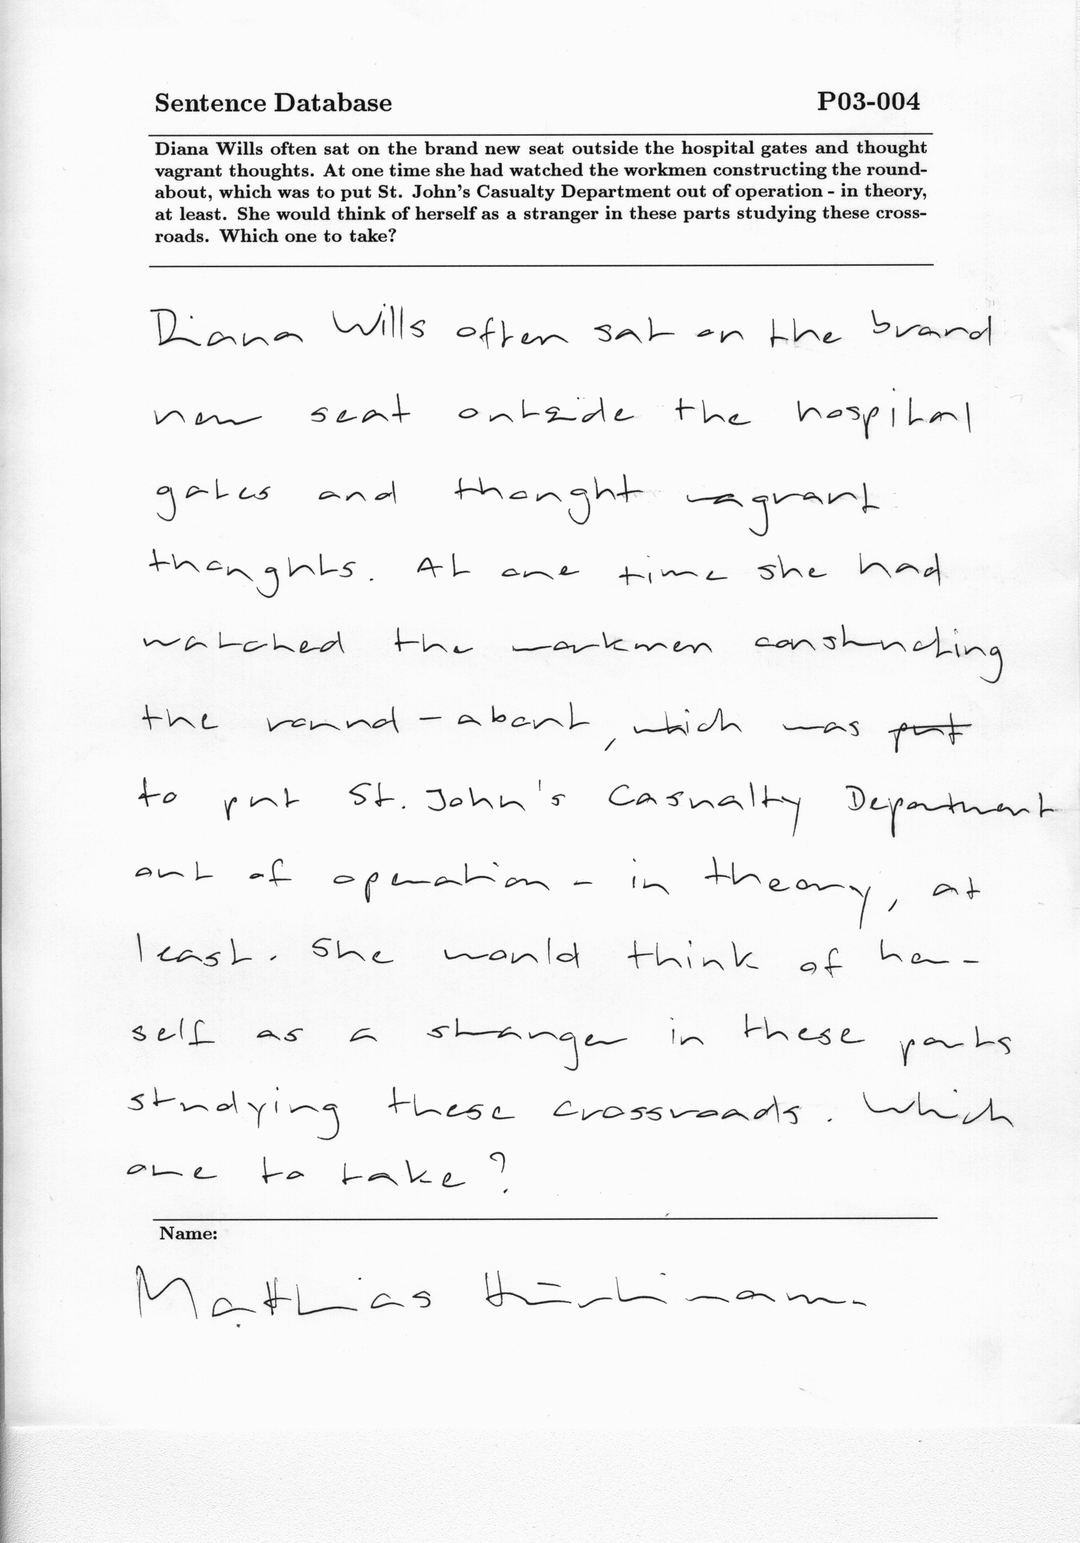 Sentence Database P03-004
Diana Wills often sat on the brand new seat outside the hospital gates and thought
vagrant thoughts. At one time she had watched the workmen constructing the round-
about, which was to put St. John's Casualty Department out of operation - in theory,
at least. She would think of herself as a stranger in these parts studying these cross-
roads. Which one to take?
Diana Wills often sat on the brand
new seat outside the hospital
gates and thought vagrant
thoughts. At one time she had
watched the workmen constructing
the round-about, which was put
to put St. John's Casualty Department
out of operation - in theory, at
least. She would think of her-
self as a stranger in these parts
studying these crossroads. Which
one to take?
Name:
Mathias